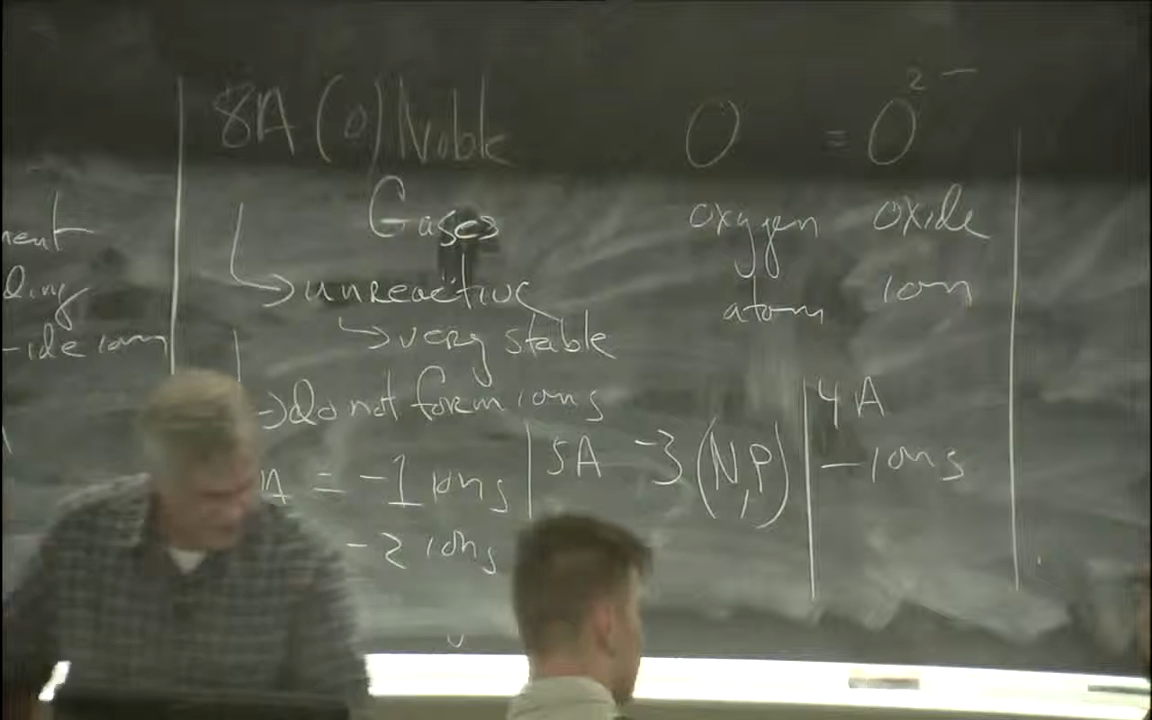 ding
-ide ion
8A (0) Noble
Gases
unreactive
very stable
do not form ions
A = -1 ions
-2 ions
5A -3 (N,P)
O = O²⁻
oxygen oxide
atom ion
4A
-ions